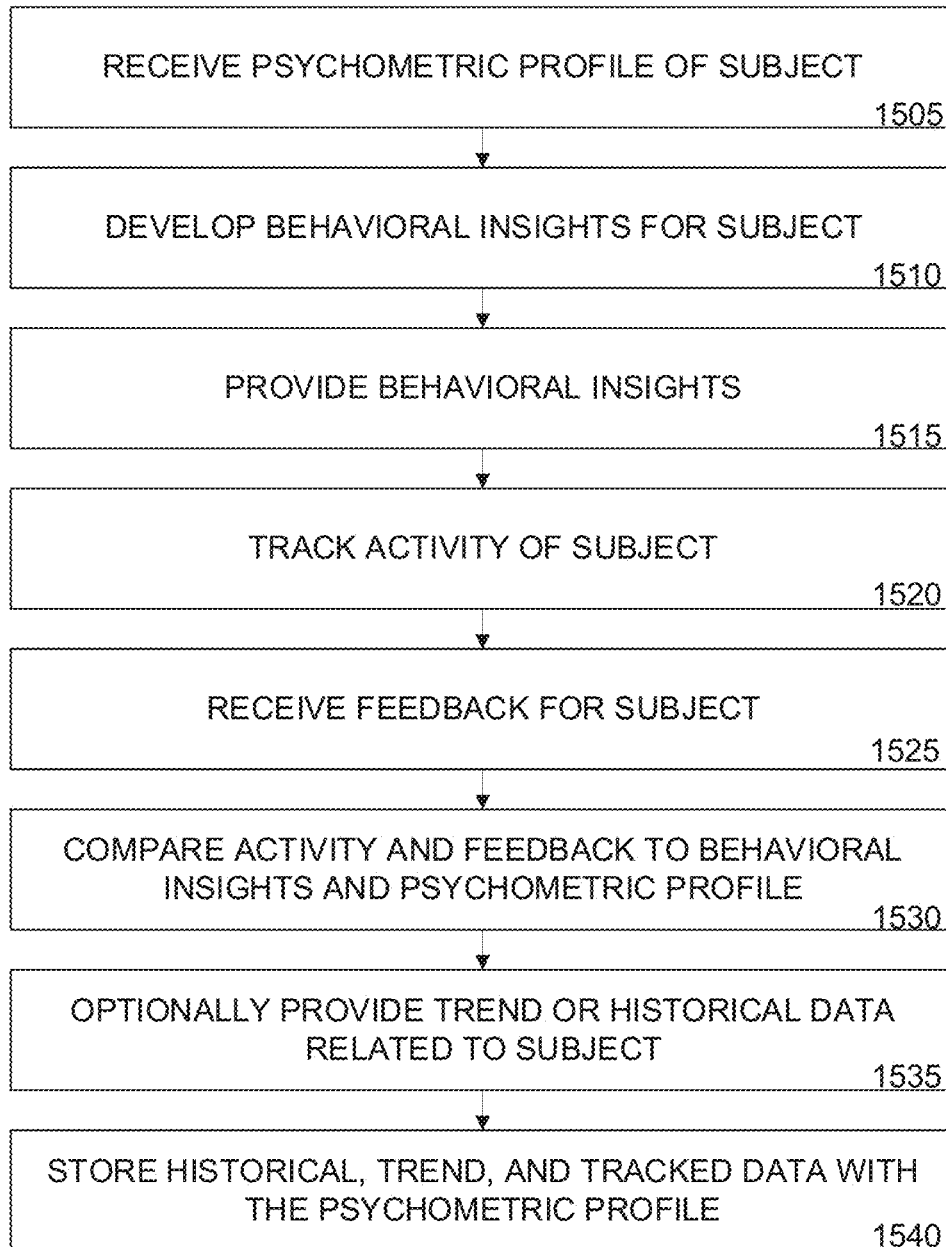 RECEIVE PSYCHOMETRIC PROFILE OF SUBJECT
1505
DEVELOP BEHAVIORAL INSIGHTS FOR SUBJECT
1510
PROVIDE BEHAVIORAL INSIGHTS
1515
TRACK ACTIVITY OF SUBJECT
1520
RECEIVE FEEDBACK FOR SUBJECT
1525
COMPARE ACTIVITY AND FEEDBACK TO BEHAVIORAL
INSIGHTS AND PSYCHOMETRIC PROFILE
1530
OPTIONALLY PROVIDE TREND OR HISTORICAL DATA
RELATED TO SUBJECT
1535
STORE HISTORICAL, TREND, AND TRACKED DATA WITH
THE PSYCHOMETRIC PROFILE
1540